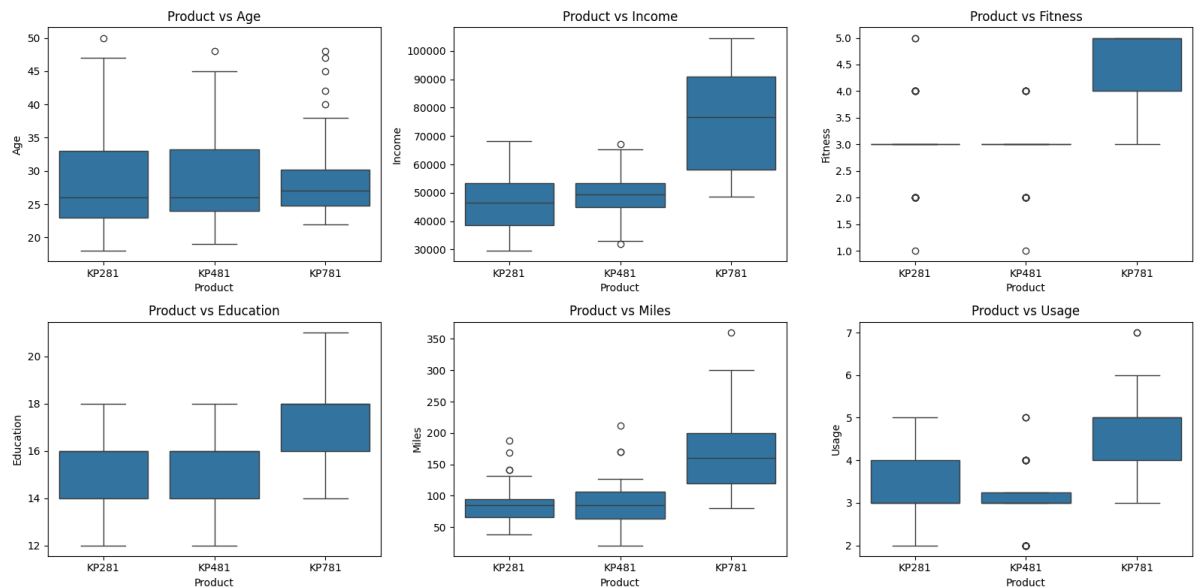 Product vs Age
50
45
40
35
30
25
20
Age
KP281 KP481 KP781
Product
Product vs Income
100000
90000
80000
70000
60000
50000
40000
30000
Income
KP281 KP481 KP781
Product
Product vs Fitness
5.0
4.5
4.0
3.5
3.0
2.5
2.0
1.5
1.0
Fitness
KP281 KP481 KP781
Product
Product vs Education
20
18
16
14
12
Education
KP281 KP481 KP781
Product
Product vs Miles
350
300
250
200
150
100
50
Miles
KP281 KP481 KP781
Product
Product vs Usage
7
6
5
4
3
2
Usage
KP281 KP481 KP781
Product